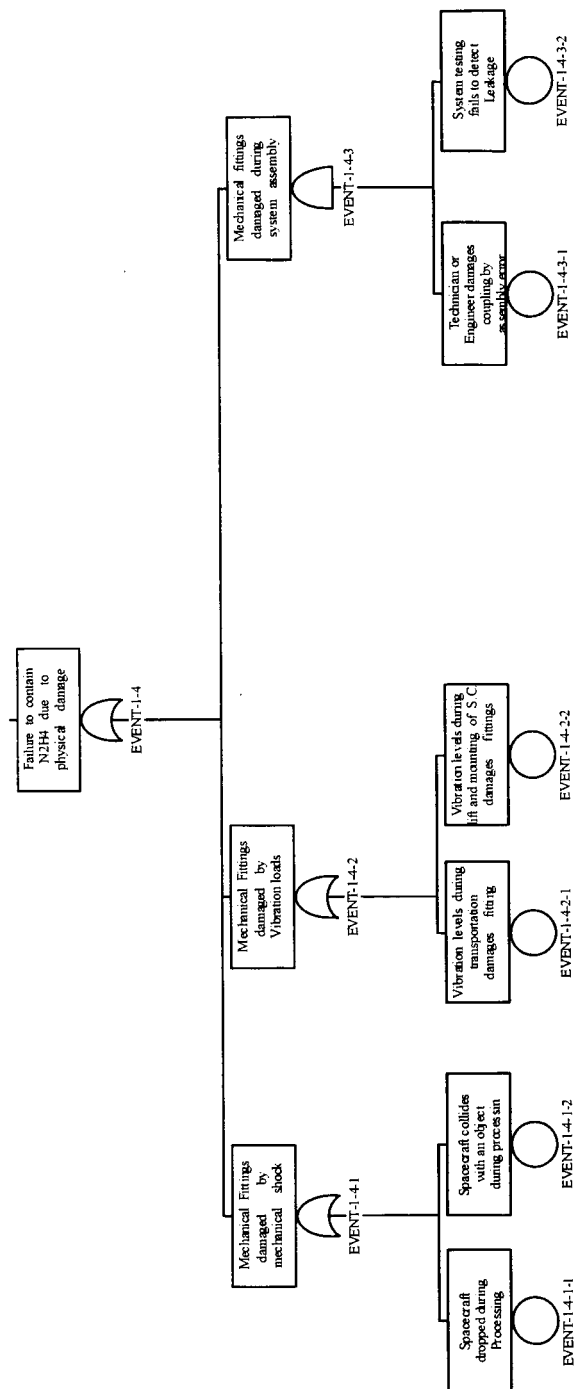 Failure to contain
N2H4 due to
physical damage
EVENT-1-4
Mechanical Fittings
damaged by
mechanical shock
EVENT-1-4-1
Mechanical Fittings
damaged by
Vibration loads
EVENT-1-4-2
Mechanical fittings
damaged during
system assembly
EVENT-1-4-3
Spacecraft
dropped during
Processing
EVENT-1-4-1-1
Spacecraft collides
with an object
during processin
EVENT-1-4-1-2
Vibration levels during
transportation
damages fitting
EVENT-1-4-2-1
Vibration levels during
lift and mounting of S.C.
damages fittings
EVENT-1-4-2-2
Technician or
Engineer damages
coupling by
assembly error
EVENT-1-4-3-1
System testing
fails to detect
Leakage
EVENT-1-4-3-2